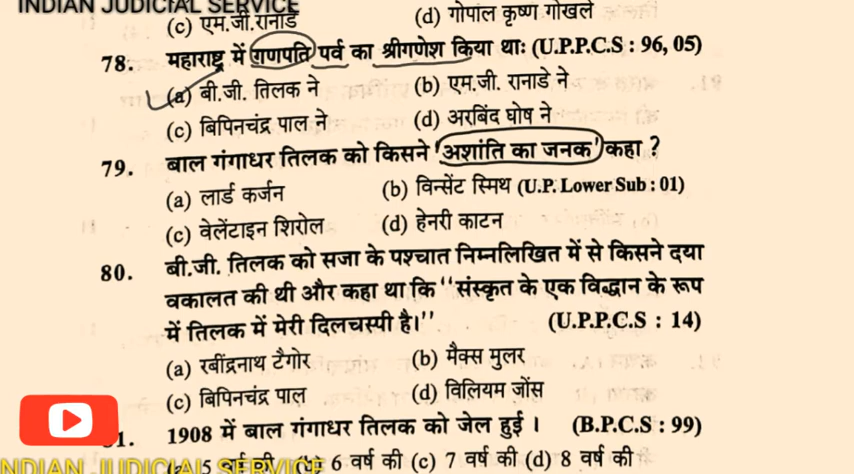 INDIAN JUDICIAL SERVICE
(c) एम.जी.रानाडे (d) गोपाल कृष्ण गोखले
78. महाराष्ट्र में गणपति पर्व का श्रीगणेश किया थाः (U.P.P.C.S : 96, 05)
(a) बी.जी. तिलक ने (b) एम.जी. रानाडे ने
(c) बिपिनचंद्र पाल ने (d) अरबिंद घोष ने
79. बाल गंगाधर तिलक को किसने 'अशांति का जनक' कहा ?
(a) लार्ड कर्जन (b) विन्सेंट स्मिथ (U.P. Lower Sub : 01)
(c) वेलेंटाइन शिरोल (d) हेनरी काटन
80. बी.जी. तिलक को सजा के पश्चात निम्नलिखित में से किसने दया
वकालत की थी और कहा था कि ''संस्कृत के एक विद्वान के रूप
में तिलक में मेरी दिलचस्पी है।'' (U.P.P.C.S : 14)
(a) रबींद्रनाथ टैगोर (b) मैक्स मुलर
(c) बिपिनचंद्र पाल (d) विलियम जोंस
1908 में बाल गंगाधर तिलक को जेल हुई । (B.P.C.S : 99)
5 वर्ष की (b) 6 वर्ष की (c) 7 वर्ष की (d) 8 वर्ष की
INDIAN JUDICIAL SERVICE